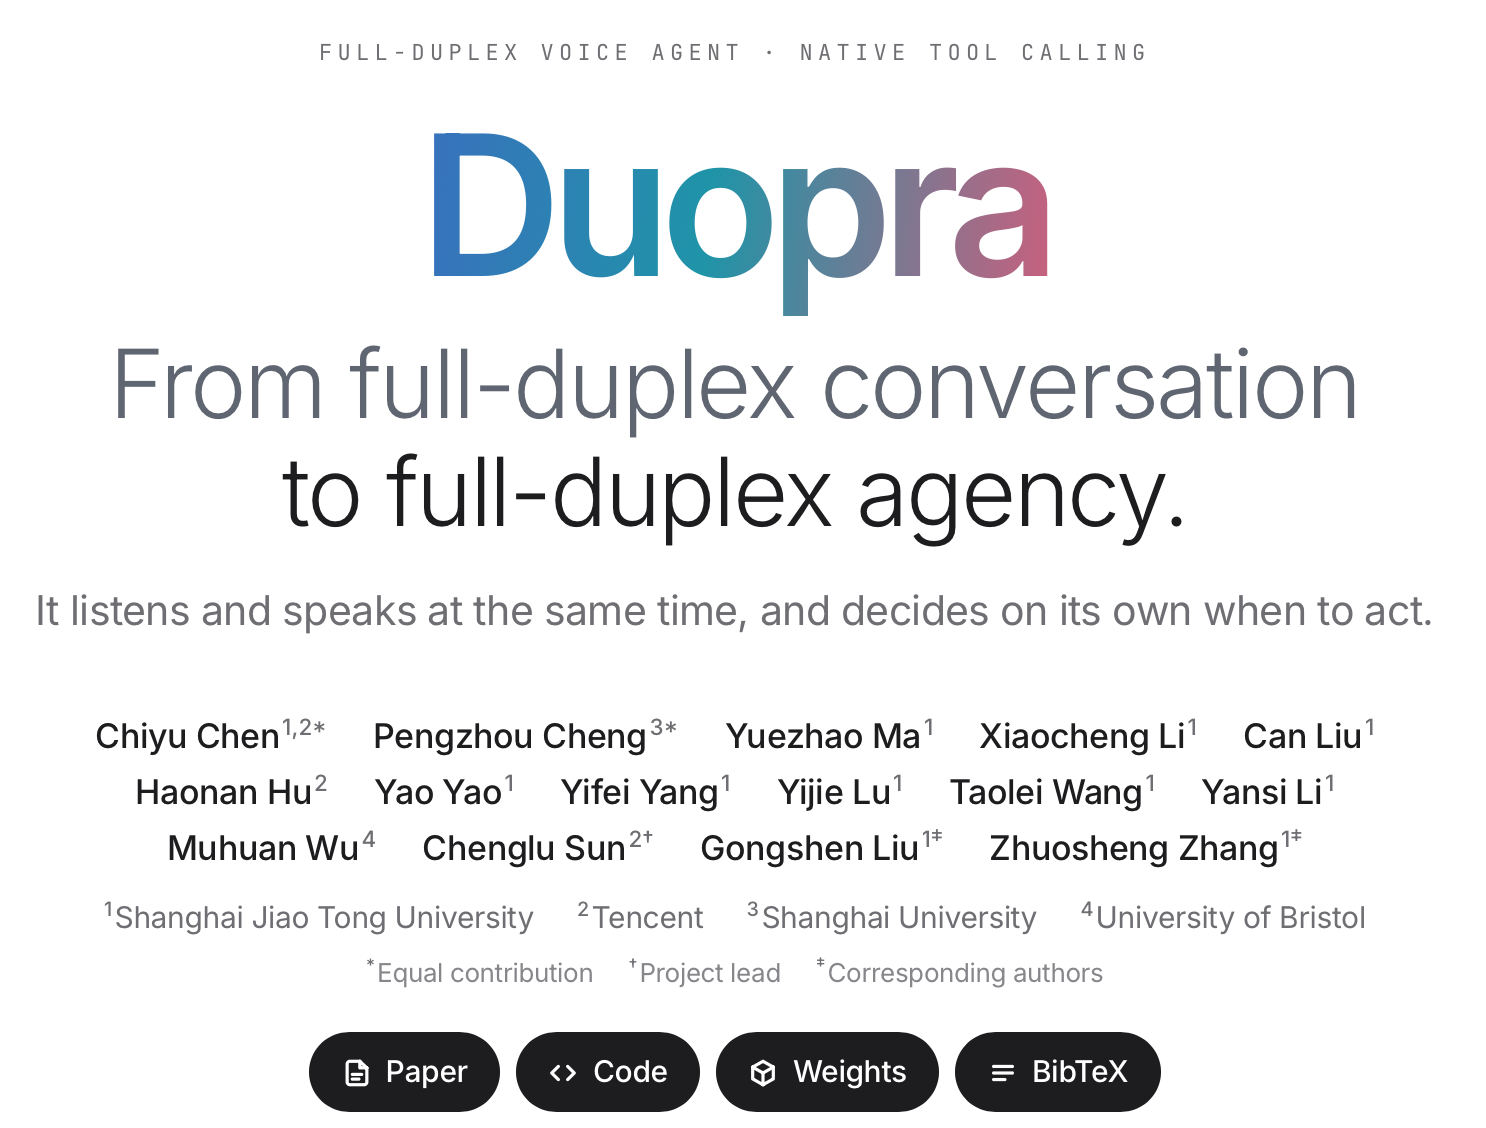 FULL-DUPLEX VOICE AGENT · NATIVE TOOL CALLING
Duopra
From full-duplex conversation
to full-duplex agency.
It listens and speaks at the same time, and decides on its own when to act.
Chiyu Chen1,2* Pengzhou Cheng3* Yuezhao Ma1 Xiaocheng Li1 Can Liu1
Haonan Hu2 Yao Yao1 Yifei Yang1 Yijie Lu1 Taolei Wang1 Yansi Li1
Muhuan Wu4 Chenglu Sun2† Gongshen Liu1‡ Zhuosheng Zhang1‡
1Shanghai Jiao Tong University 2Tencent 3Shanghai University 4University of Bristol
*Equal contribution †Project lead ‡Corresponding authors
Paper Code Weights BibTeX